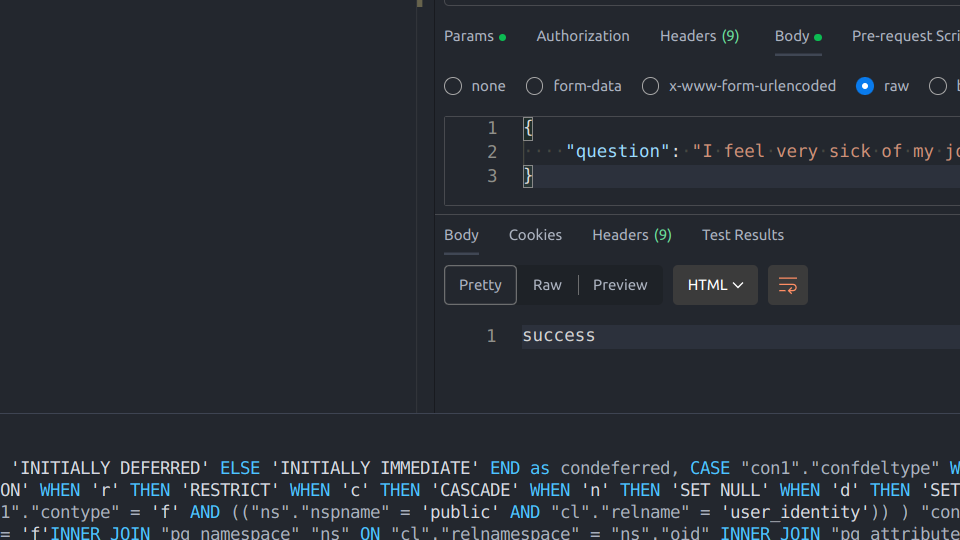 Params Authorization Headers (9) Body Pre-request Scri
none form-data x-www-form-urlencoded raw
1 {
2 "question": "I feel very sick of my jo
3 }
Body Cookies Headers (9) Test Results
Pretty Raw Preview HTML
1 success
'INITIALLY DEFERRED' ELSE 'INITIALLY IMMEDIATE' END as condeferred, CASE "con1"."confdeltype" W
ON' WHEN 'r' THEN 'RESTRICT' WHEN 'c' THEN 'CASCADE' WHEN 'n' THEN 'SET NULL' WHEN 'd' THEN 'SET
1"."contype" = 'f' AND (("ns"."nspname" = 'public' AND "cl"."relname" = 'user_identity')) ) "con
= 'f'INNER JOIN "pg_namespace" "ns" ON "cl"."relnamespace" = "ns"."oid" INNER JOIN "pg_attribute